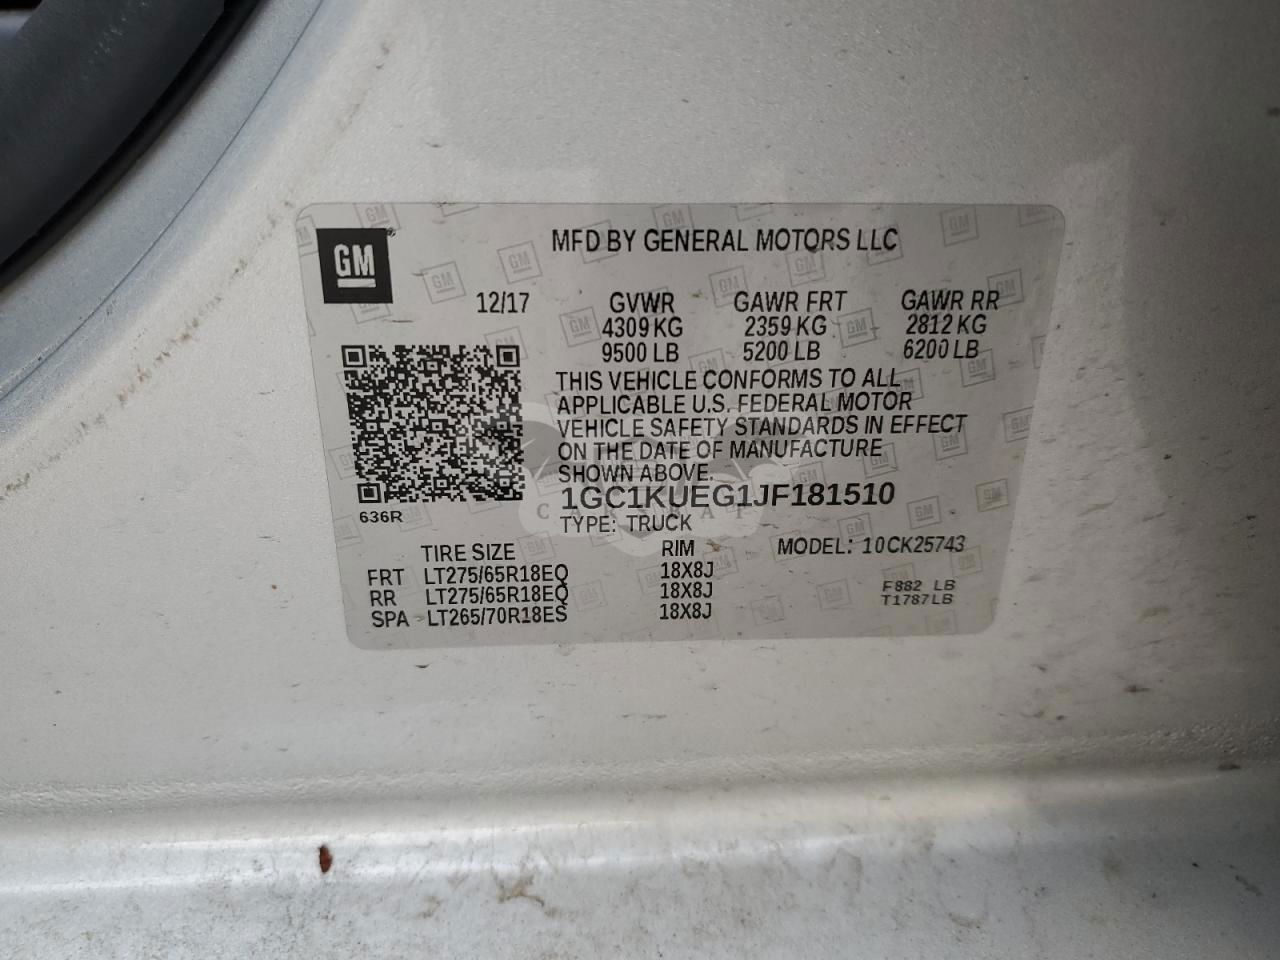 GM
MFD BY GENERAL MOTORS LLC
12/17 GVWR GAWR FRT GAWR RR
4309 KG 2359 KG 2812 KG
9500 LB 5200 LB 6200 LB
THIS VEHICLE CONFORMS TO ALL
APPLICABLE U.S. FEDERAL MOTOR
VEHICLE SAFETY STANDARDS IN EFFECT
ON THE DATE OF MANUFACTURE
SHOWN ABOVE.
1GC1KUEG1JF181510
636R
TYPE: TRUCK
TIRE SIZE RIM MODEL: 10CK25743
FRT LT275/65R18EQ 18X8J
RR LT275/65R18EQ 18X8J
SPA LT265/70R18ES 18X8J
F882 LB
T1787LB